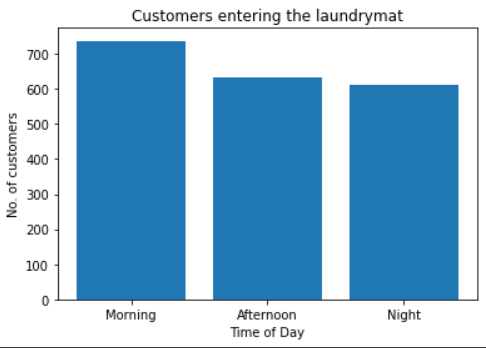 Customers entering the laundrymat
No. of customers
700
600
500
400
300
200
100
0
Morning Afternoon Night
Time of Day